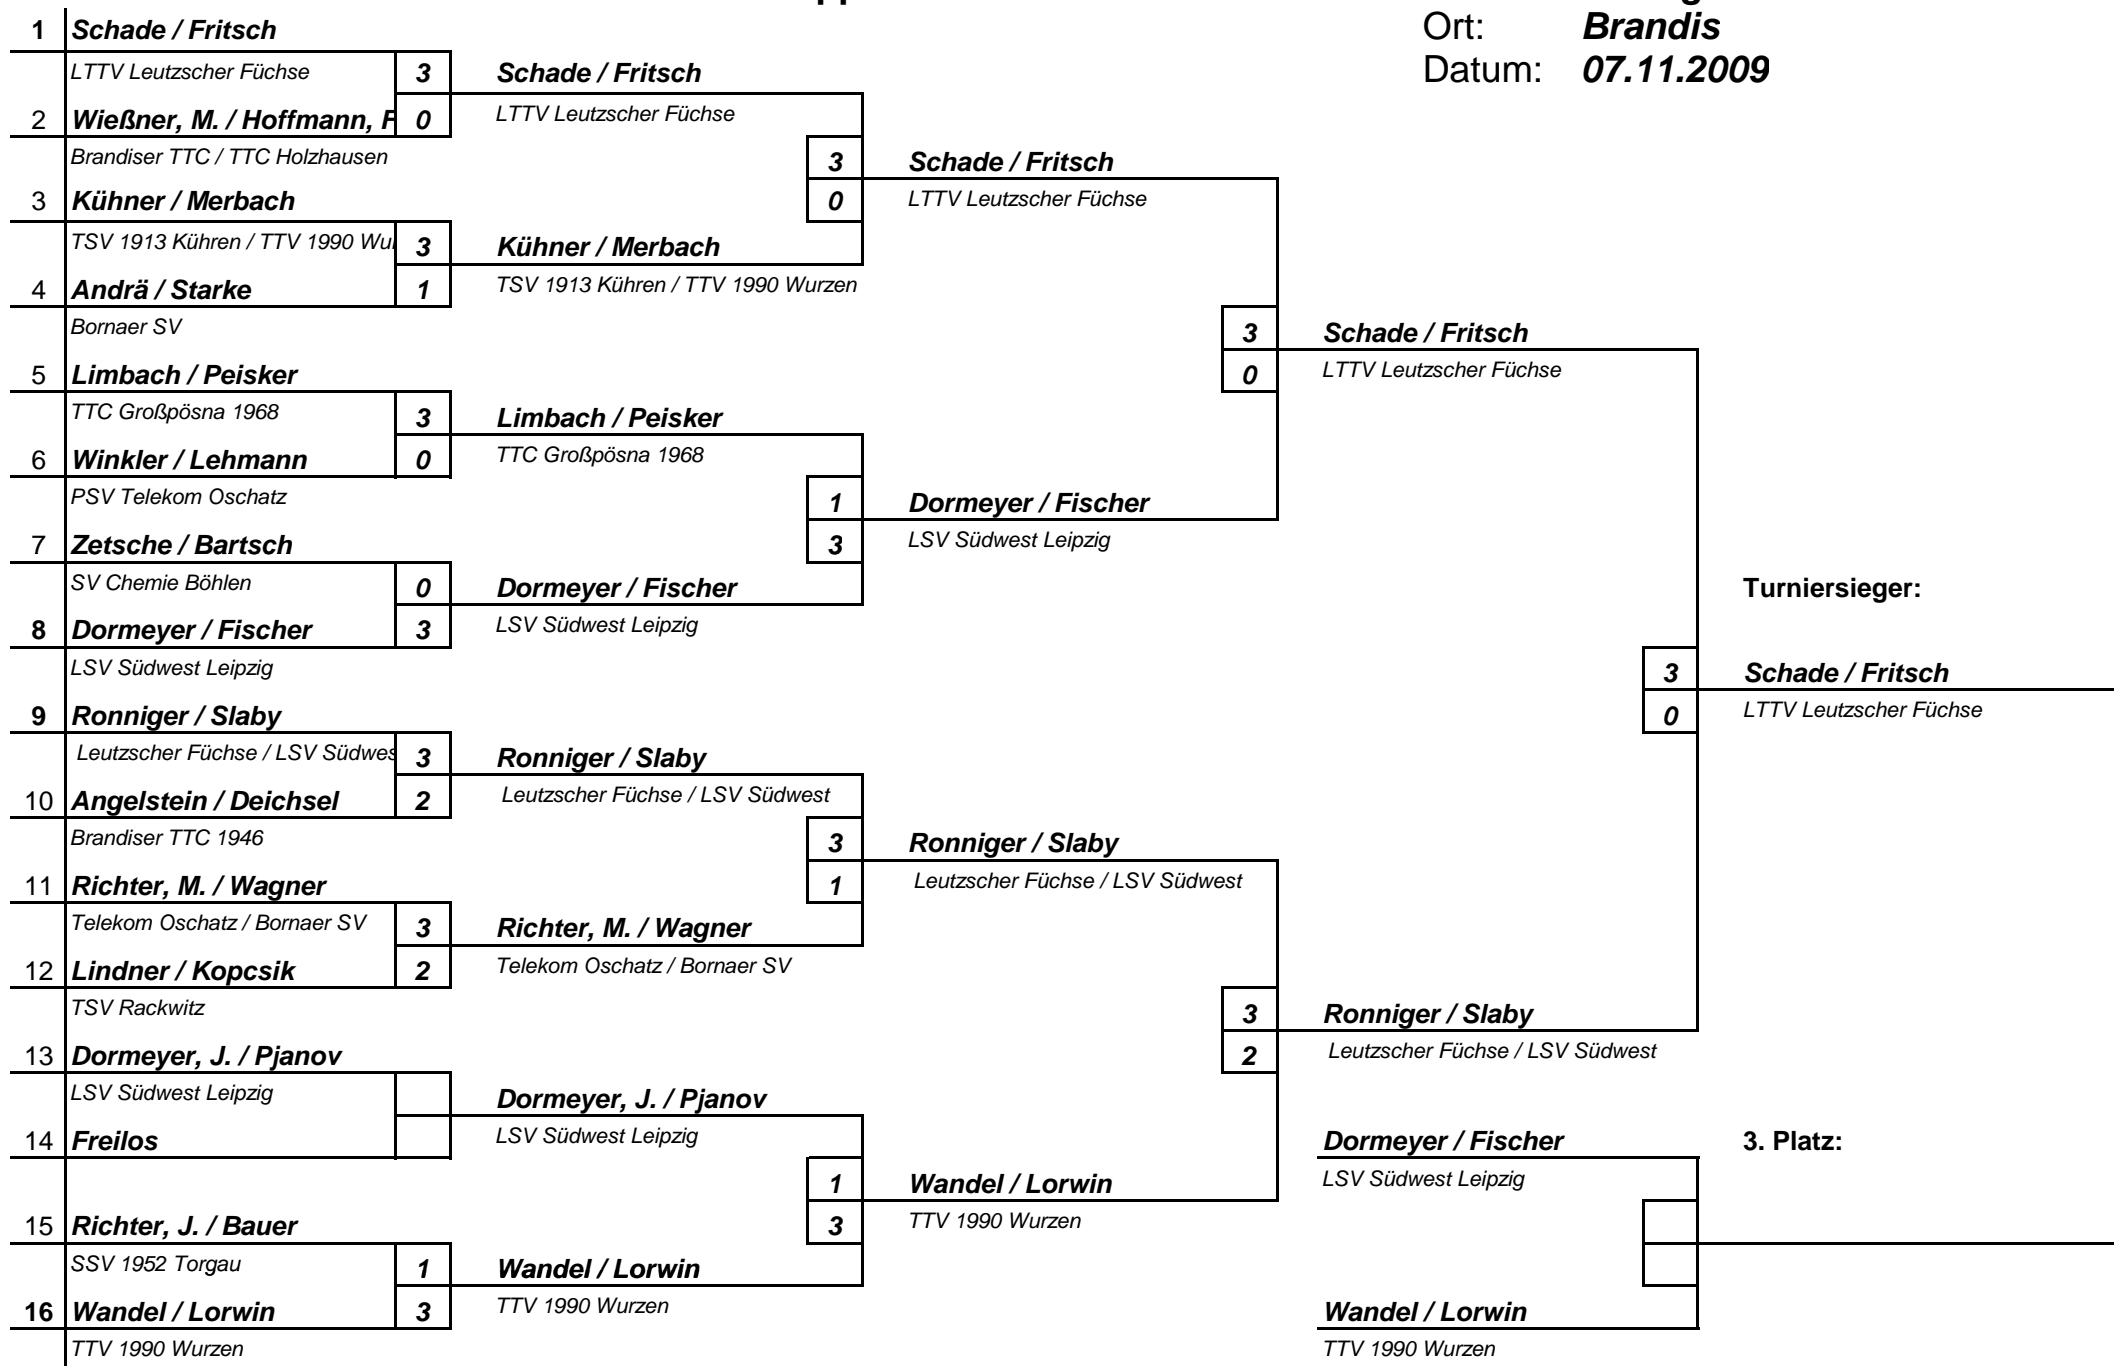 Ort: Brandis
Datum: 07.11.2009
1 Schade / Fritsch
LTTV Leutzscher Füchse 3 Schade / Fritsch
2 Wießner, M. / Hoffmann, F 0 LTTV Leutzscher Füchse
Brandiser TTC / TTC Holzhausen 3 Schade / Fritsch
3 Kühner / Merbach 0 LTTV Leutzscher Füchse
TSV 1913 Kühren / TTV 1990 Wu 3 Kühner / Merbach
4 Andrä / Starke 1 TSV 1913 Kühren / TTV 1990 Wurzen
Bornaer SV 3 Schade / Fritsch
5 Limbach / Peisker 0 LTTV Leutzscher Füchse
TTC Großpösna 1968 3 Limbach / Peisker
6 Winkler / Lehmann 0 TTC Großpösna 1968
PSV Telekom Oschatz 1 Dormeyer / Fischer
7 Zetsche / Bartsch 3 LSV Südwest Leipzig
SV Chemie Böhlen 0 Dormeyer / Fischer Turniersieger:
8 Dormeyer / Fischer 3 LSV Südwest Leipzig
LSV Südwest Leipzig 3 Schade / Fritsch
9 Ronniger / Slaby 0 LTTV Leutzscher Füchse
Leutzscher Füchse / LSV Südwes 3 Ronniger / Slaby
10 Angelstein / Deichsel 2 Leutzscher Füchse / LSV Südwest
Brandiser TTC 1946 3 Ronniger / Slaby
11 Richter, M. / Wagner 1 Leutzscher Füchse / LSV Südwest
Telekom Oschatz / Bornaer SV 3 Richter, M. / Wagner
12 Lindner / Kopcsik 2 Telekom Oschatz / Bornaer SV
TSV Rackwitz 3 Ronniger / Slaby
13 Dormeyer, J. / Pjanov 2 Leutzscher Füchse / LSV Südwest
LSV Südwest Leipzig Dormeyer, J. / Pjanov
14 Freilos LSV Südwest Leipzig Dormeyer / Fischer 3. Platz:
1 Wandel / Lorwin LSV Südwest Leipzig
15 Richter, J. / Bauer 3 TTV 1990 Wurzen
SSV 1952 Torgau 1 Wandel / Lorwin
16 Wandel / Lorwin 3 TTV 1990 Wurzen Wandel / Lorwin
TTV 1990 Wurzen TTV 1990 Wurzen